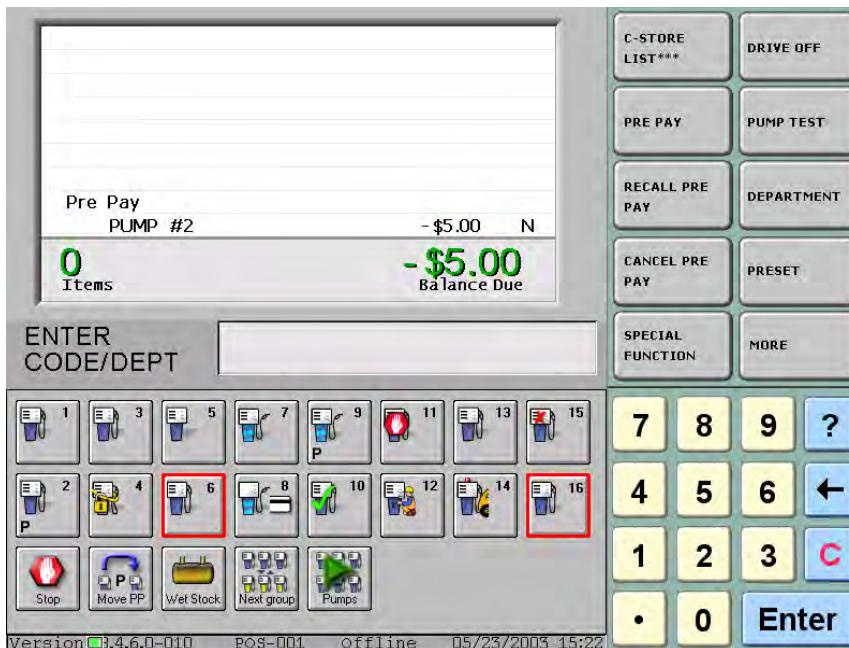 Pre Pay
PUMP #2 -$5.00 N
0 -$5.00
Items Balance Due
ENTER
CODE/DEPT
C-STORE
LIST***
DRIVE OFF
PRE PAY
PUMP TEST
RECALL PRE
PAY
DEPARTMENT
CANCEL PRE
PAY
PRESET
SPECIAL
FUNCTION
MORE
1 3 5 7 9 11 13 15
P
2 4 6 8 10 12 14 16
P
P
Stop Move PP Wet Stock Next group Pumps
7 8 9 ?
4 5 6 ←
1 2 3 C
• 0 Enter
Version 3.4.6.0-010 POS-001 Offline 05/23/2003 15:22